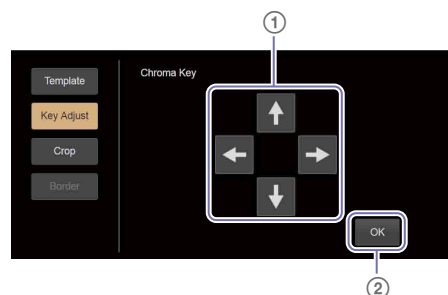 ①
Template
Chroma Key
Key Adjust
Crop
Border
OK
②